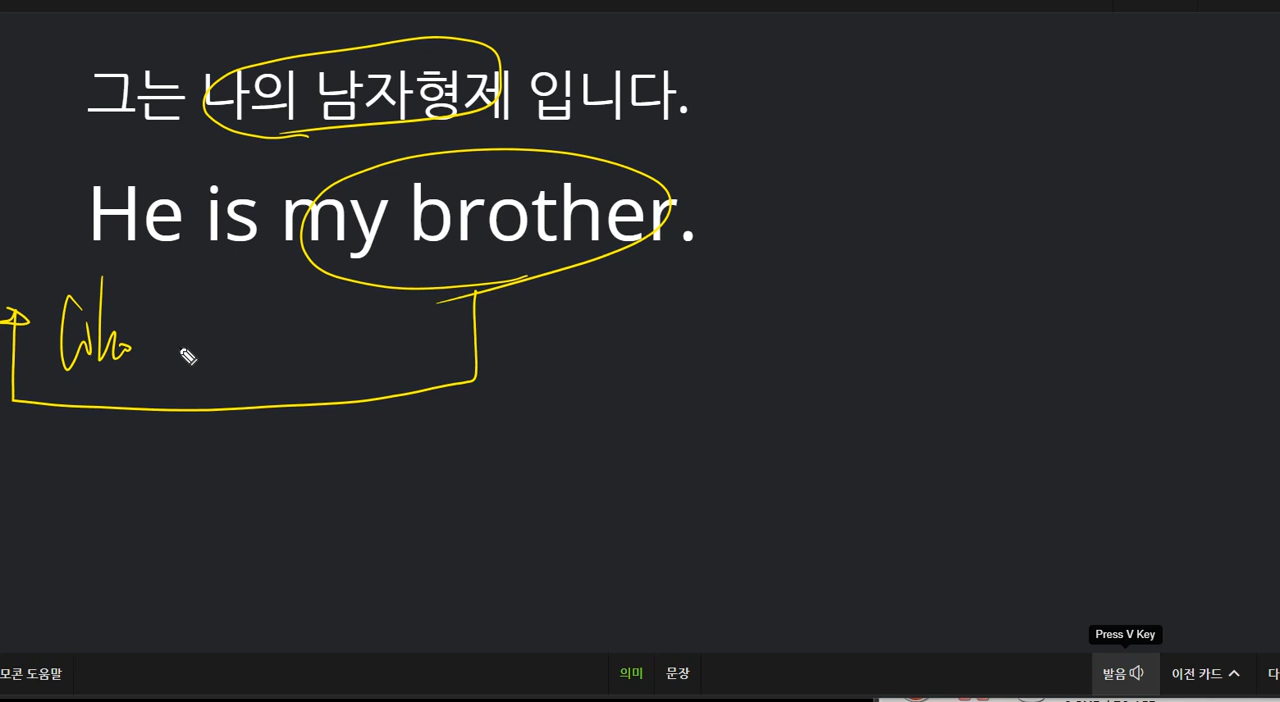 그는 나의 남자형제 입니다.
He is my brother.
Who
Press V Key
모콘 도움말
의미
문장
발음
이전 카드
다